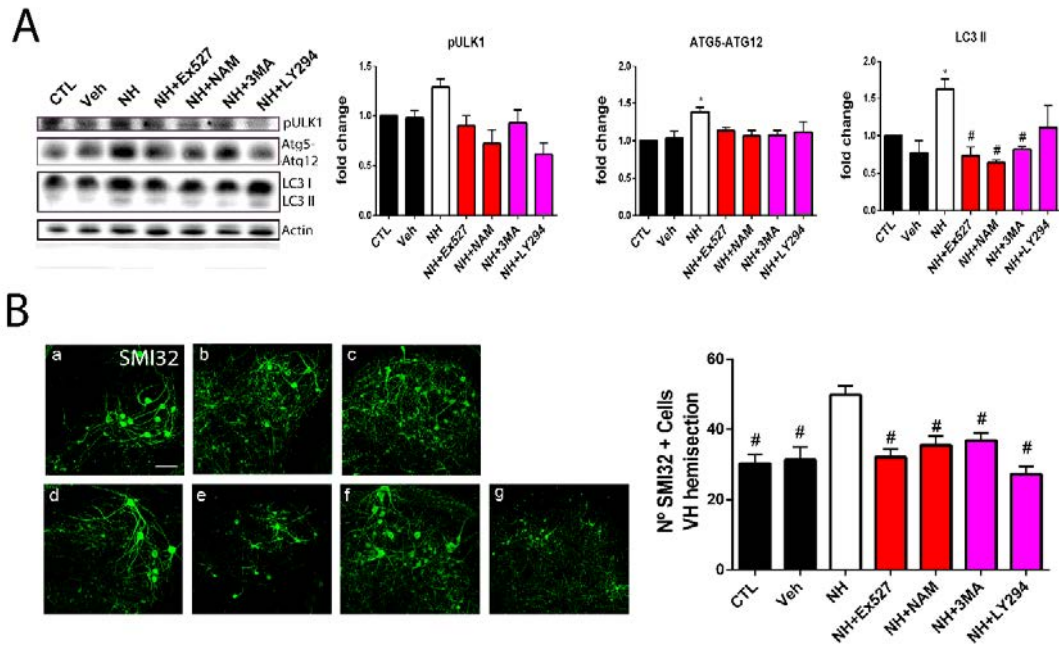 A
CTL
Veh
NH
NH+Ex527
NH+NAM
NH+3MA
NH+LY294
pULK1
Atg5-
Atg12
LC3 I
LC3 II
Actin
pULK1
fold change
1.5
1.0
0.5
0.0
CTL
Veh
NH
NH+Ex527
NH+NAM
NH+3MA
NH+LY294
ATG5-ATG12
fold change
2.0
1.5
1.0
0.5
0.0
*
CTL
Veh
NH
NH+Ex527
NH+NAM
NH+3MA
NH+LY294
LC3 II
fold change
2.0
1.5
1.0
0.5
0.0
*
# # #
CTL
Veh
NH
NH+Ex527
NH+NAM
NH+3MA
NH+LY294
B
a SMI32
b
c
d
e
f
g
Nº SMI32 + Cells
VH hemisection
60
40
20
0
# # # # # #
CTL
Veh
NH
NH+Ex527
NH+NAM
NH+3MA
NH+LY294